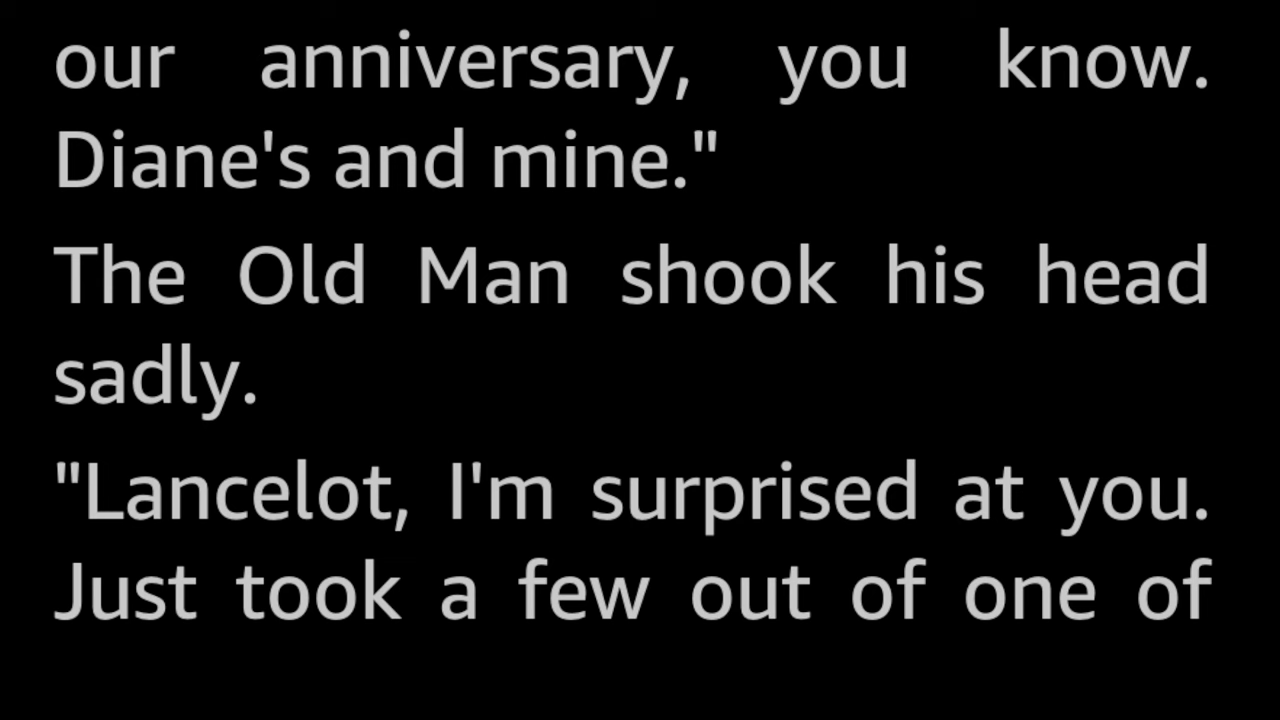 our anniversary, you know.
Diane's and mine."
The Old Man shook his head
sadly.
"Lancelot, I'm surprised at you.
Just took a few out of one of